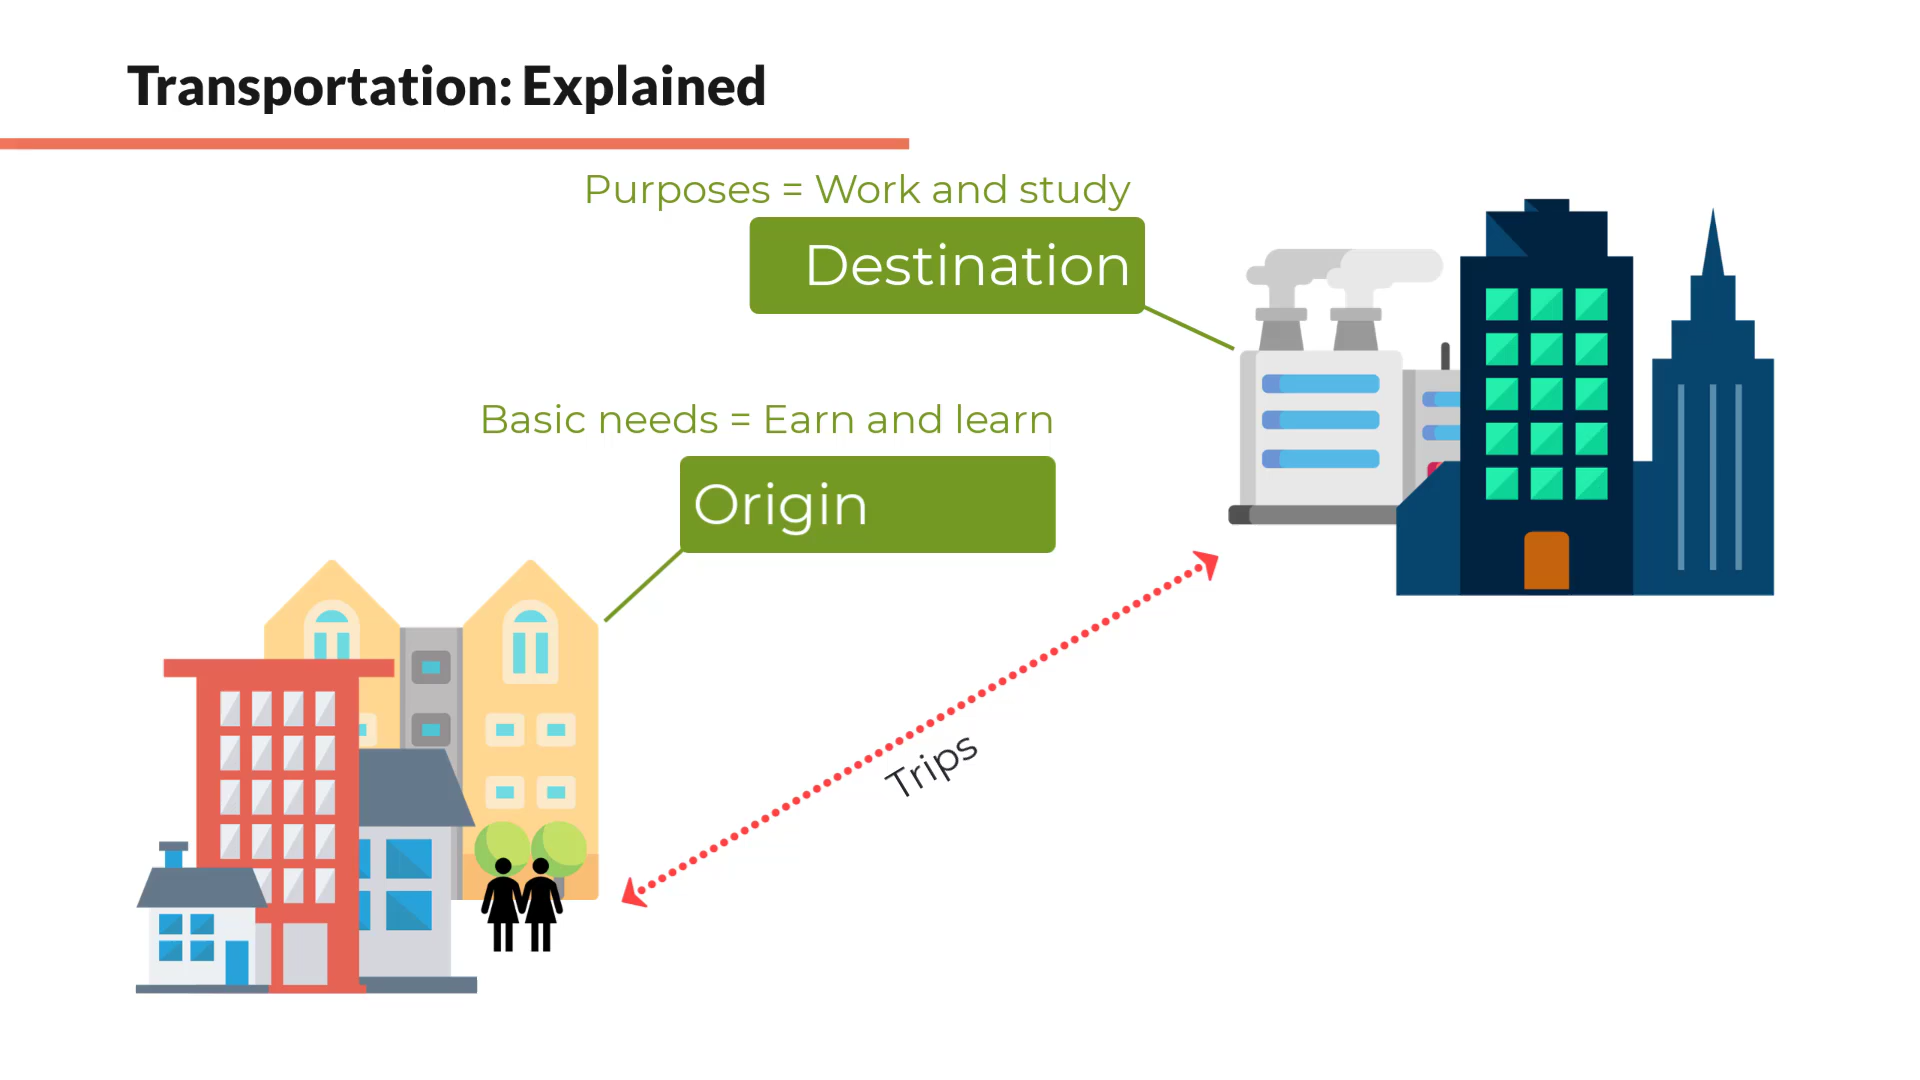 Transportation: Explained
Purposes = Work and study
Destination
Basic needs = Earn and learn
Origin
Trips